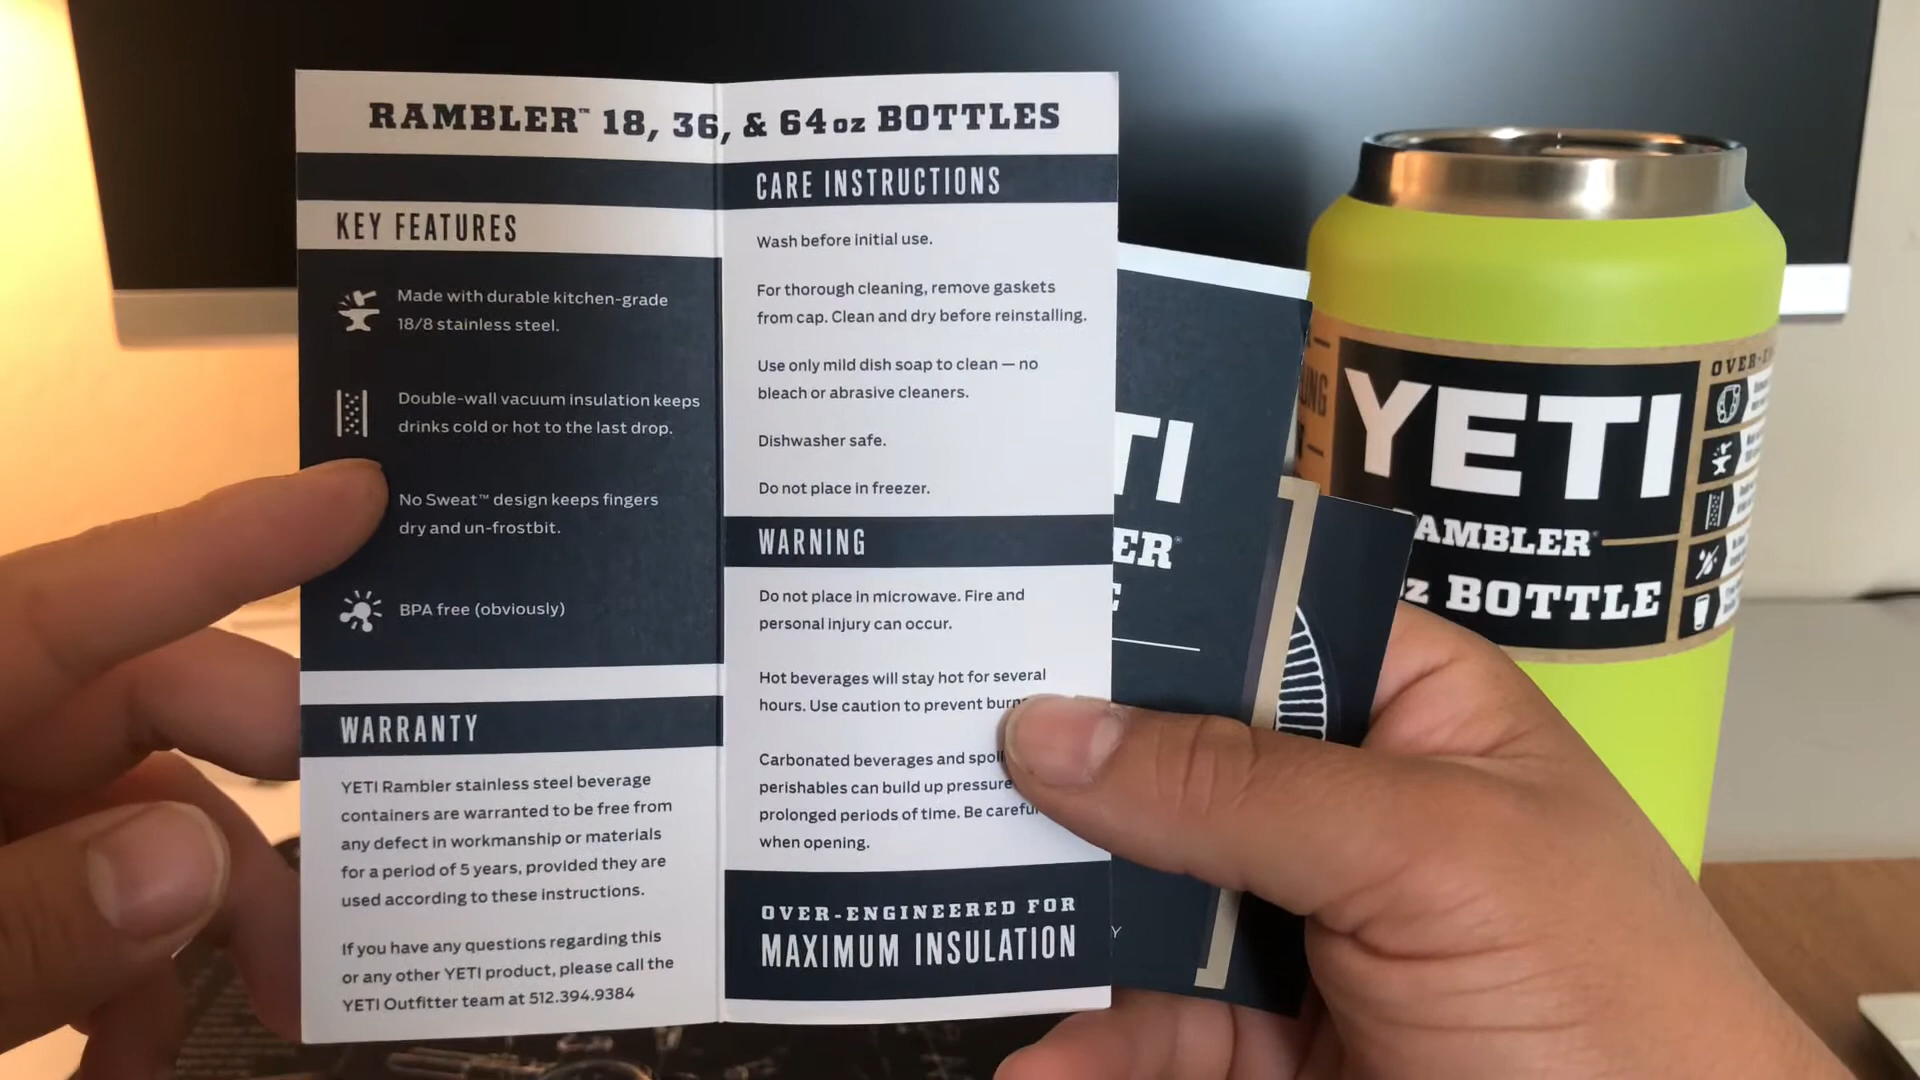 RAMBLER™ 18, 36, & 64oz BOTTLES
KEY FEATURES
Made with durable kitchen-grade
18/8 stainless steel.
Double-wall vacuum insulation keeps
drinks cold or hot to the last drop.
No Sweat™ design keeps fingers
dry and un-frostbit.
BPA free (obviously)
WARRANTY
YETI Rambler stainless steel beverage
containers are warranted to be free from
any defect in workmanship or materials
for a period of 5 years, provided they are
used according to these instructions.
If you have any questions regarding this
or any other YETI product, please call the
YETI Outfitter team at 512.394.9384
CARE INSTRUCTIONS
Wash before initial use.
For thorough cleaning, remove gaskets
from cap. Clean and dry before reinstalling.
Use only mild dish soap to clean — no
bleach or abrasive cleaners.
Dishwasher safe.
Do not place in freezer.
WARNING
Do not place in microwave. Fire and
personal injury can occur.
Hot beverages will stay hot for several
hours. Use caution to prevent burn
Carbonated beverages and spoil
perishables can build up pressure
prolonged periods of time. Be careful
when opening.
OVER-ENGINEERED FOR
MAXIMUM INSULATION
TI
ER
E
Y
YETI
RAMBLER®
z BOTTLE
OVER-E